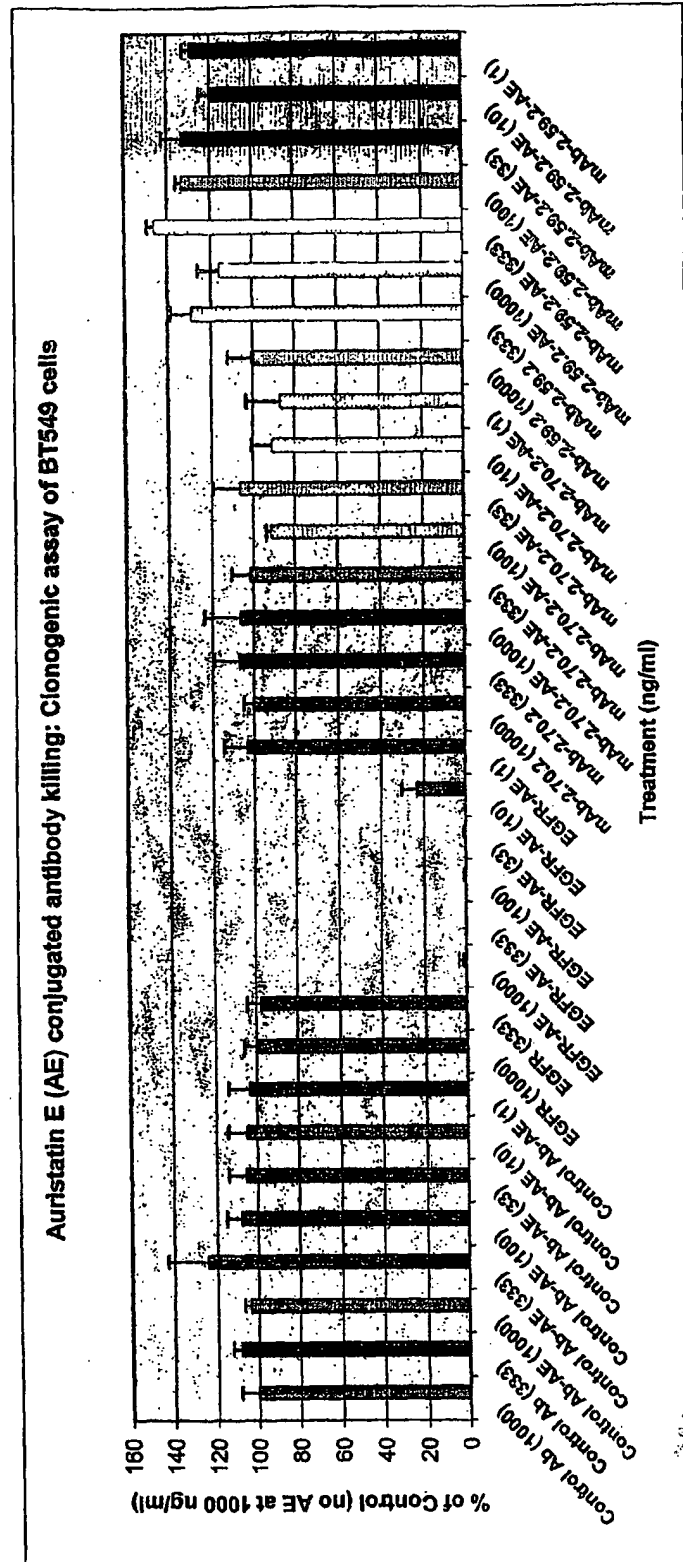 Auristatin E (AE) conjugated antibody killing: Clonogenic assay of BT549 cells
% of Control (no AE at 1000 ng/ml)
160
140
120
100
80
60
40
20
0
Control Ab (1000)
Control Ab (333)
Control Ab-AE (1000)
Control Ab-AE (333)
Control Ab-AE (100)
Control Ab-AE (33)
Control Ab-AE (10)
Control Ab-AE (1)
EGFR (1000)
EGFR (333)
EGFR-AE (1000)
EGFR-AE (333)
EGFR-AE (100)
EGFR-AE (33)
EGFR-AE (10)
EGFR-AE (1)
mAb-2.70.2 (1000)
mAb-2.70.2 (333)
mAb-2.70.2-AE (1000)
mAb-2.70.2-AE (333)
mAb-2.70.2-AE (100)
mAb-2.70.2-AE (33)
mAb-2.70.2-AE (10)
mAb-2.70.2-AE (1)
mAb-2.59.2 (1000)
mAb-2.59.2 (333)
mAb-2.59.2-AE (1000)
mAb-2.59.2-AE (333)
mAb-2.59.2-AE (100)
mAb-2.59.2-AE (33)
mAb-2.59.2-AE (10)
mAb-2.59.2-AE (1)
Treatment (ng/ml)